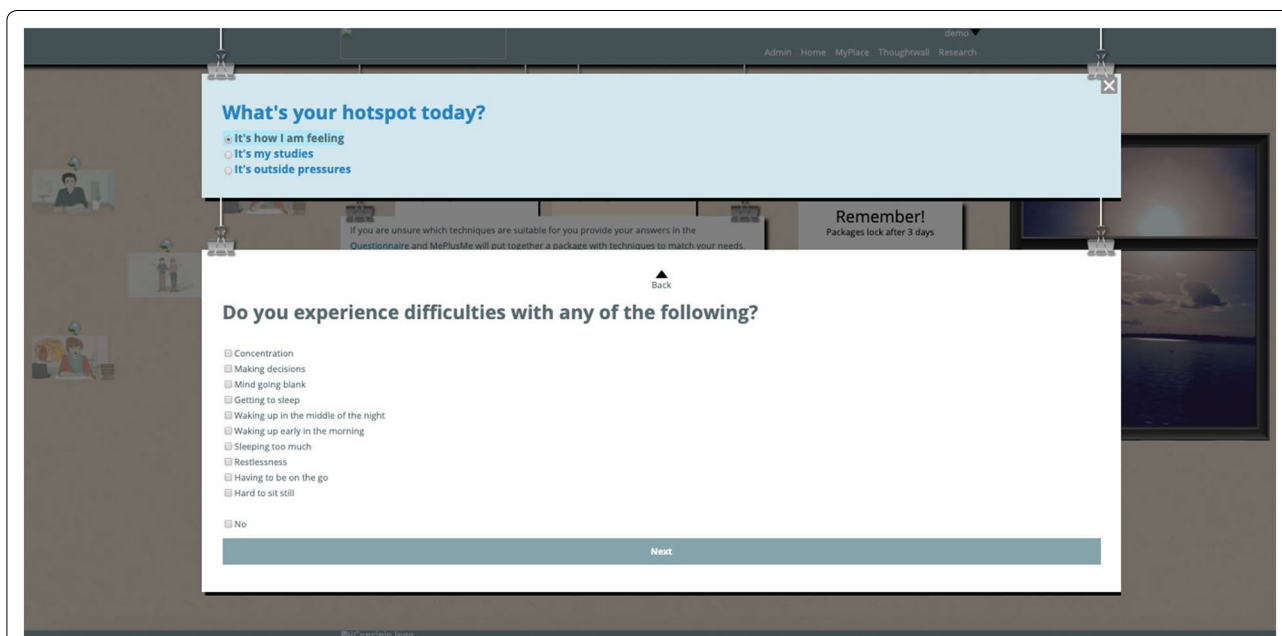 demo
Admin Home MyPlace Thoughtwall Research
What's your hotspot today?
It's how I am feeling
It's my studies
It's outside pressures
If you are unsure which techniques are suitable for you provide your answers in the
Questionnaire and MePlusMe will put together a package with techniques to match your needs.
Remember!
Packages lock after 3 days
Back
Do you experience difficulties with any of the following?
Concentration
Making decisions
Mind going blank
Getting to sleep
Waking up in the middle of the night
Waking up early in the morning
Sleeping too much
Restlessness
Having to be on the go
Hard to sit still
No
Next